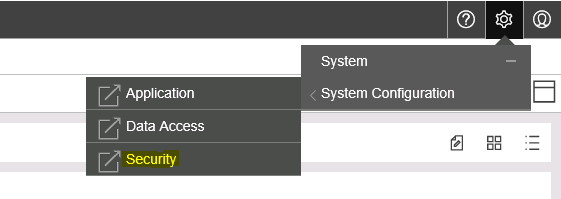 System
System Configuration
Application
Data Access
Security